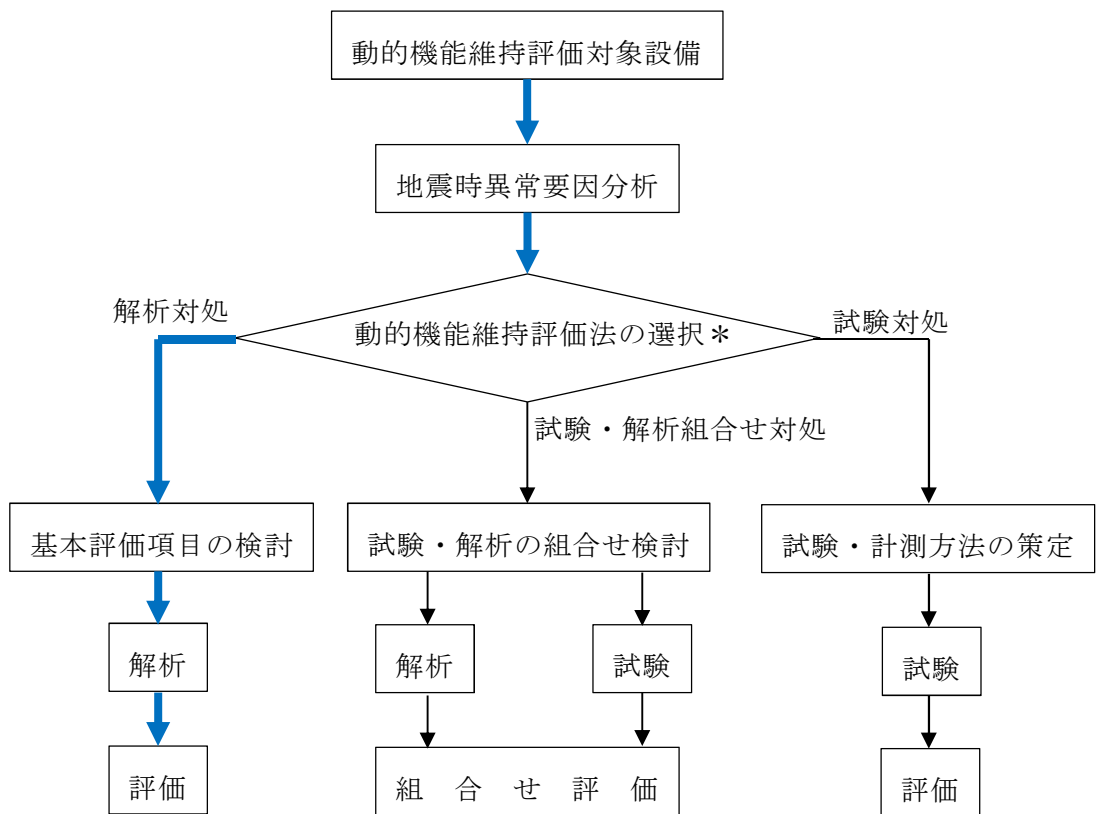 動的機能維持評価対象設備
地震時異常要因分析
解析対処
動的機能維持評価法の選択＊
試験対処
試験・解析組合せ対処
基本評価項目の検討
試験・解析の組合せ検討
試験・計測方法の策定
解析
解析
試験
試験
評価
組合せ評価
評価